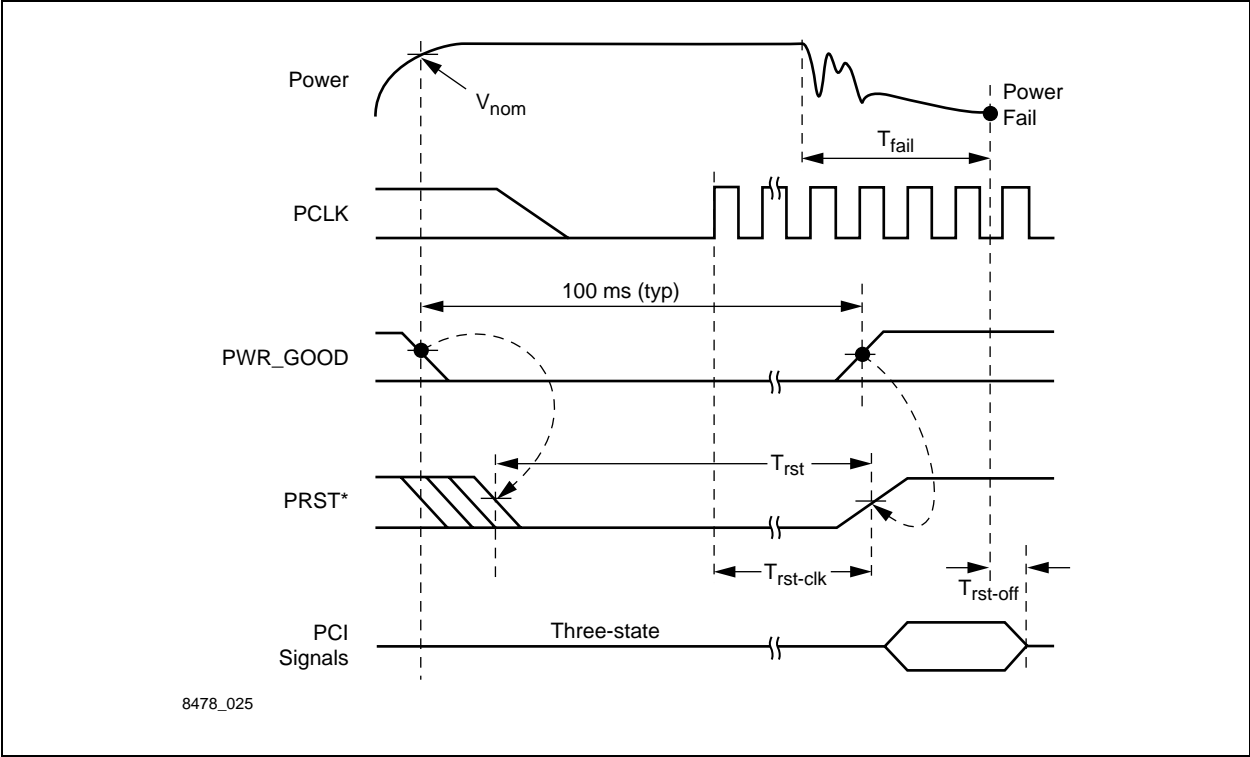 Power
V_nom
Power
Fail
T_fail
PCLK
100 ms (typ)
PWR_GOOD
T_rst
PRST*
T_rst-clk
T_rst-off
PCI
Signals
Three-state
8478_025